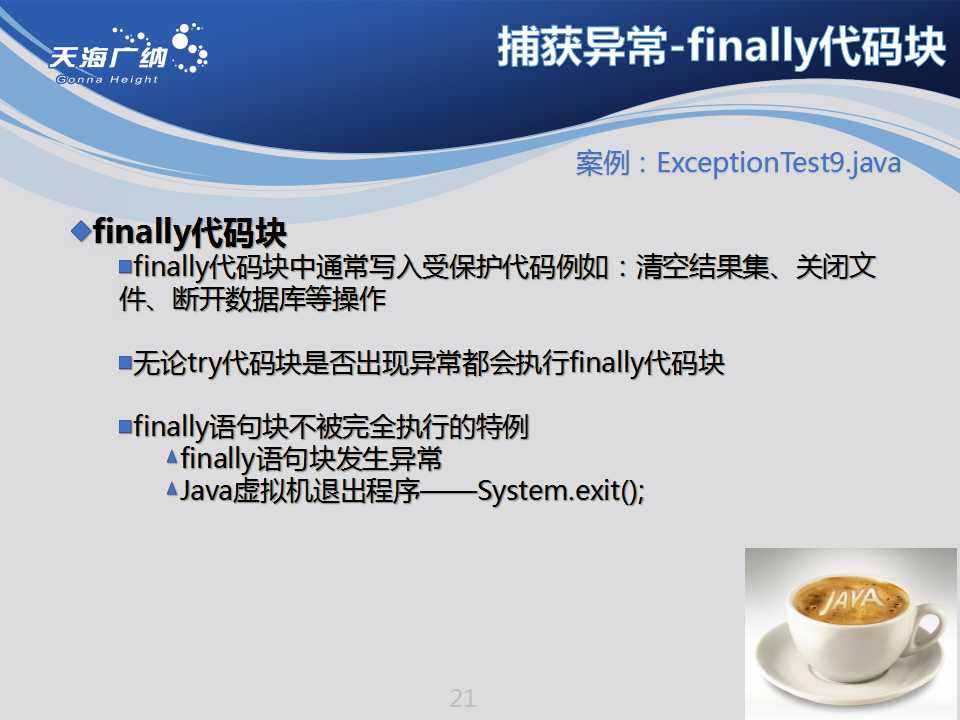 天海广纳
Gonna Height
捕获异常-finally代码块
案例：ExceptionTest9.java
finally代码块
finally代码块中通常写入受保护代码例如：清空结果集、关闭文
件、断开数据库等操作
无论try代码块是否出现异常都会执行finally代码块
finally语句块不被完全执行的特例
finally语句块发生异常
Java虚拟机退出程序——System.exit();
JAVA
21